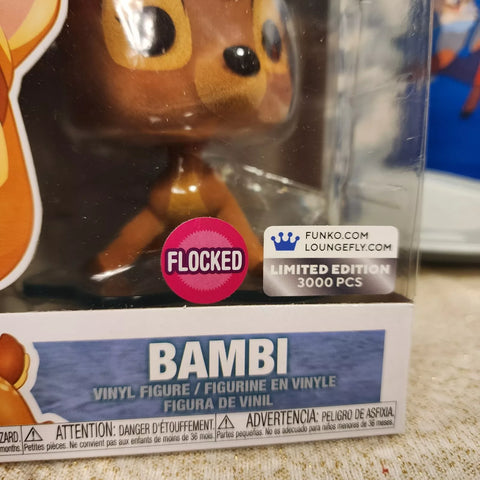 FLOCKED
FUNKO.COM
LOUNGEFLY.COM
LIMITED EDITION
3000 PCS
BAMBI
VINYL FIGURE / FIGURINE EN VINYLE
FIGURA DE VINIL
ZARD. ATTENTION: DANGER D'ÉTOUFFEMENT. ADVERTENCIA: PELIGRO DE ASFIXIA.
months. Petites pièces. Ne convient pas aux enfants de moins de 36 mois. Partes pequeñas. No es adecuado para niños menores de 36 meses.